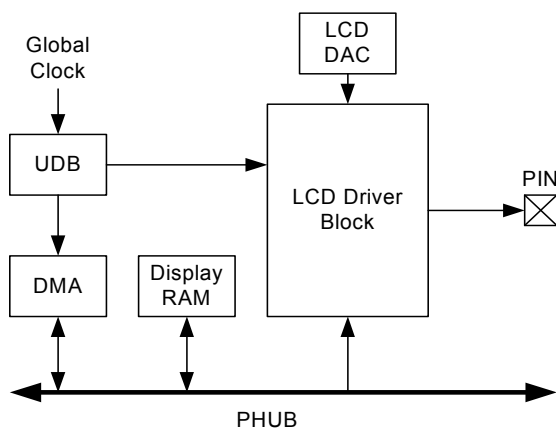 Global
Clock
LCD
DAC
UDB
LCD Driver
Block
PIN
DMA
Display
RAM
PHUB